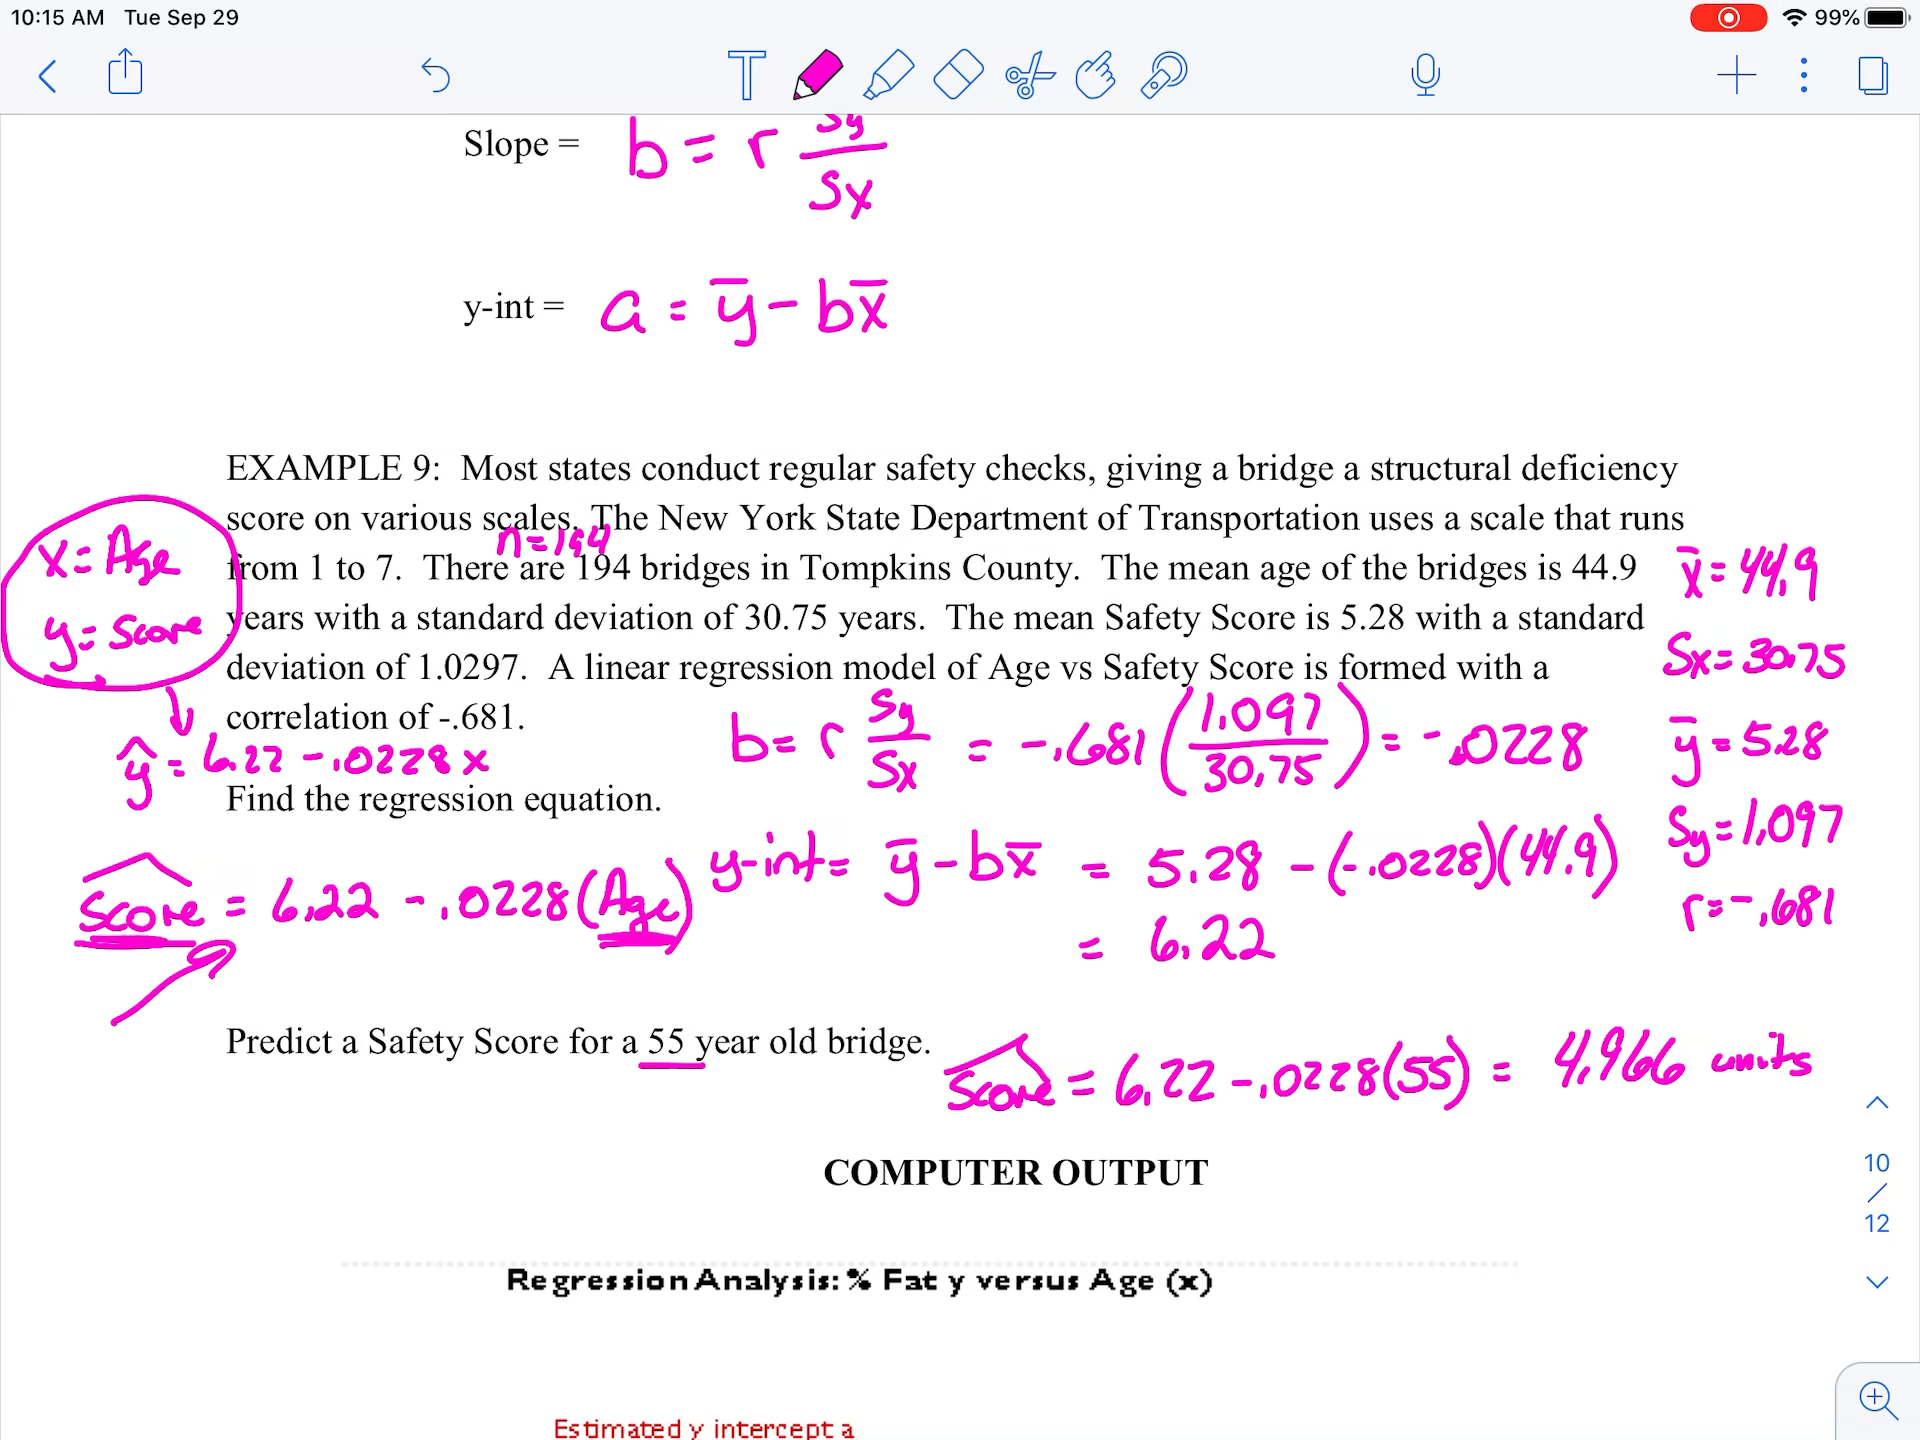 10:15 AM Tue Sep 29 99%
T
Slope = b = r Sy / Sx
y-int = a = y̅ - bx̅
EXAMPLE 9: Most states conduct regular safety checks, giving a bridge a structural deficiency
score on various scales. The New York State Department of Transportation uses a scale that runs
n=194
from 1 to 7. There are 194 bridges in Tompkins County. The mean age of the bridges is 44.9
years with a standard deviation of 30.75 years. The mean Safety Score is 5.28 with a standard
deviation of 1.0297. A linear regression model of Age vs Safety Score is formed with a
correlation of -.681.
x = Age
y = Score
x̅ = 44.9
Sx = 30.75
y̅ = 5.28
Sy = 1.097
r = -.681
b = r Sy / Sx = -.681 (1.097 / 30.75) = -.0228
ŷ = 6.22 - .0228x
Find the regression equation.
y-int = y̅ - bx̅ = 5.28 - (-.0228)(44.9)
= 6.22
Score = 6.22 - .0228(Age)
Predict a Safety Score for a 55 year old bridge.
Score = 6.22 - .0228(55) = 4.966 units
COMPUTER OUTPUT
10
/
12
Regression Analysis: % Fat y versus Age (x)
Estimated y intercept a